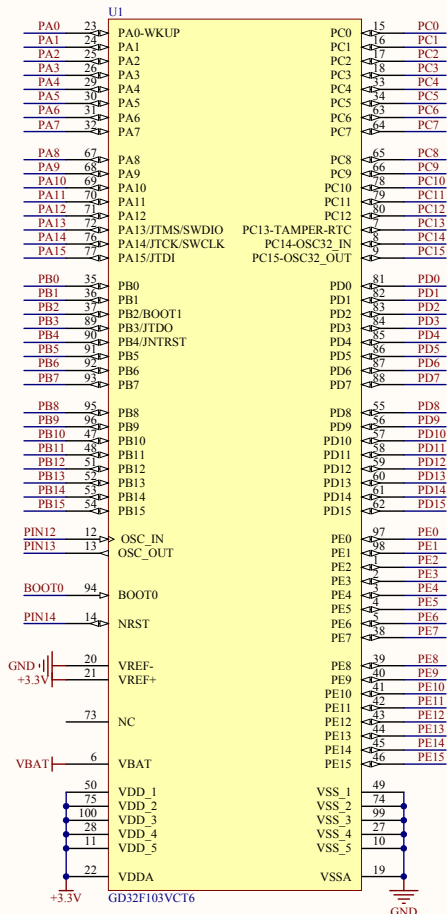 U1
PA0 23 PA0-WKUP PC0 15 PC0
PA1 24 PA1 PC1 16 PC1
PA2 25 PA2 PC2 17 PC2
PA3 26 PA3 PC3 18 PC3
PA4 29 PA4 PC4 33 PC4
PA5 30 PA5 PC5 34 PC5
PA6 31 PA6 PC6 63 PC6
PA7 32 PA7 PC7 64 PC7
PA8 67 PA8 PC8 65 PC8
PA9 68 PA9 PC9 66 PC9
PA10 69 PA10 PC10 78 PC10
PA11 70 PA11 PC11 79 PC11
PA12 71 PA12 PC12 80 PC12
PA13 72 PA13/JTMS/SWDIO PC13-TAMPER-RTC 7 PC13
PA14 76 PA14/JTCK/SWCLK PC14-OSC32_IN 8 PC14
PA15 77 PA15/JTDI PC15-OSC32_OUT 9 PC15
PB0 35 PB0 PD0 81 PD0
PB1 36 PB1 PD1 82 PD1
PB2 37 PB2/BOOT1 PD2 83 PD2
PB3 89 PB3/JTDO PD3 84 PD3
PB4 90 PB4/JNTRST PD4 85 PD4
PB5 91 PB5 PD5 86 PD5
PB6 92 PB6 PD6 87 PD6
PB7 93 PB7 PD7 88 PD7
PB8 95 PB8 PD8 55 PD8
PB9 96 PB9 PD9 56 PD9
PB10 47 PB10 PD10 57 PD10
PB11 48 PB11 PD11 58 PD11
PB12 51 PB12 PD12 59 PD12
PB13 52 PB13 PD13 60 PD13
PB14 53 PB14 PD14 61 PD14
PB15 54 PB15 PD15 62 PD15
PIN12 12 OSC_IN PE0 97 PE0
PIN13 13 OSC_OUT PE1 98 PE1
PE2 1 PE2
PE3 2 PE3
BOOT0 94 BOOT0 PE4 3 PE4
PE5 4 PE5
PIN14 14 NRST PE6 5 PE6
PE7 38 PE7
GND 20 VREF- PE8 39 PE8
+3.3V 21 VREF+ PE9 40 PE9
PE10 41 PE10
PE11 42 PE11
73 NC PE12 43 PE12
PE13 44 PE13
PE14 45 PE14
VBAT 6 VBAT PE15 46 PE15
50 VDD_1 VSS_1 49
75 VDD_2 VSS_2 74
100 VDD_3 VSS_3 99
28 VDD_4 VSS_4 27
11 VDD_5 VSS_5 10
22 VDDA VSSA 19
+3.3V GD32F103VCT6 GND